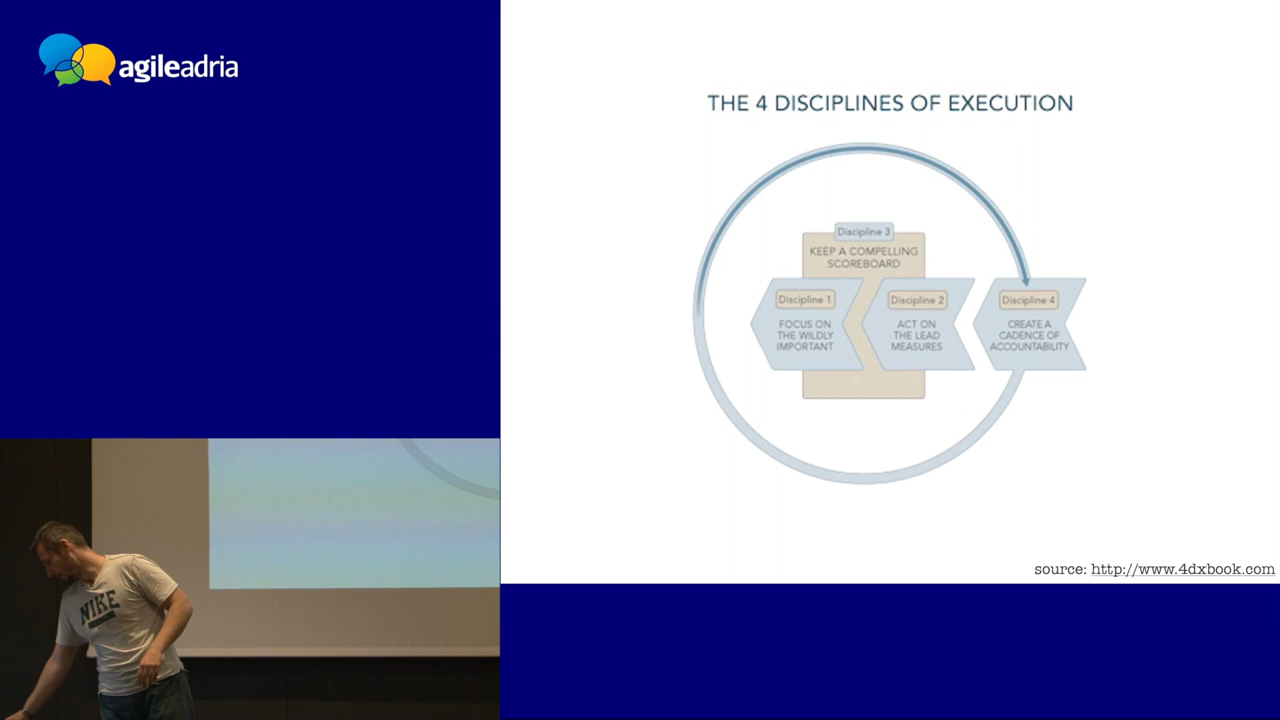 agileadria
THE 4 DISCIPLINES OF EXECUTION
Discipline 3
KEEP A COMPELLING
SCOREBOARD
Discipline 1
FOCUS ON
THE WILDLY
IMPORTANT
Discipline 2
ACT ON
THE LEAD
MEASURES
Discipline 4
CREATE A
CADENCE OF
ACCOUNTABILITY
source: http://www.4dxbook.com
NIKE